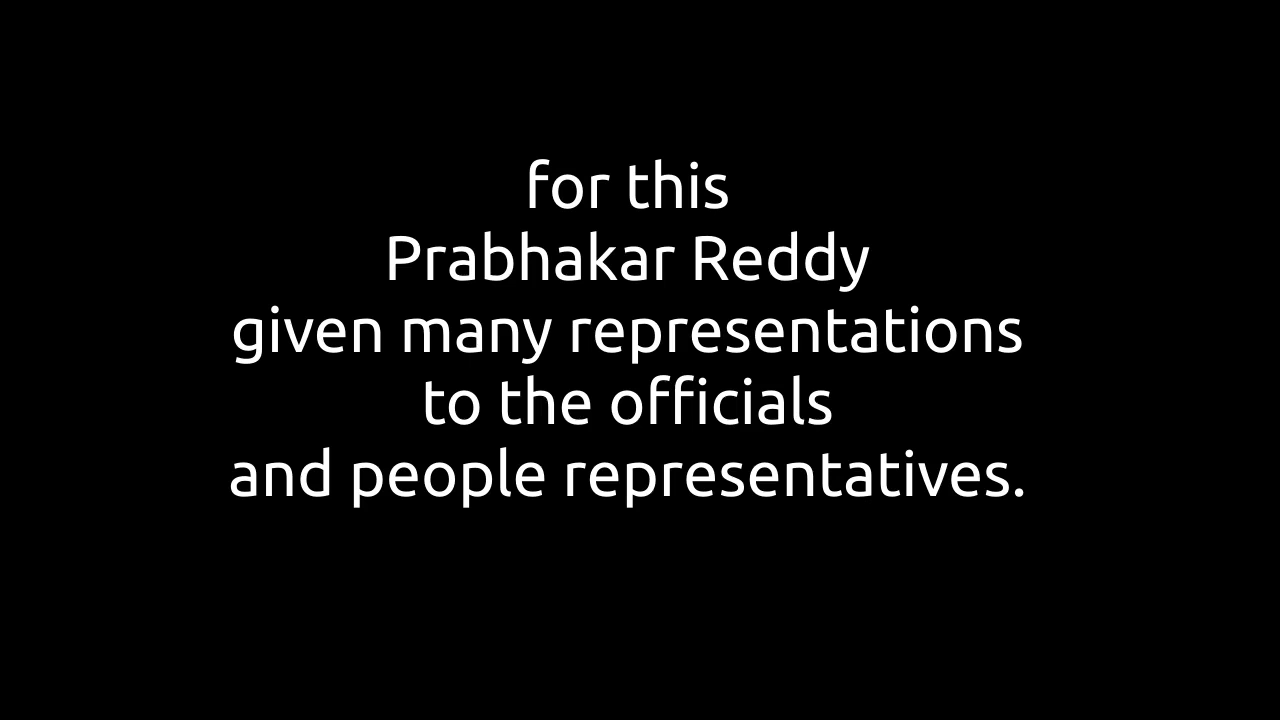 for this
Prabhakar Reddy
given many representations
to the officials
and people representatives.